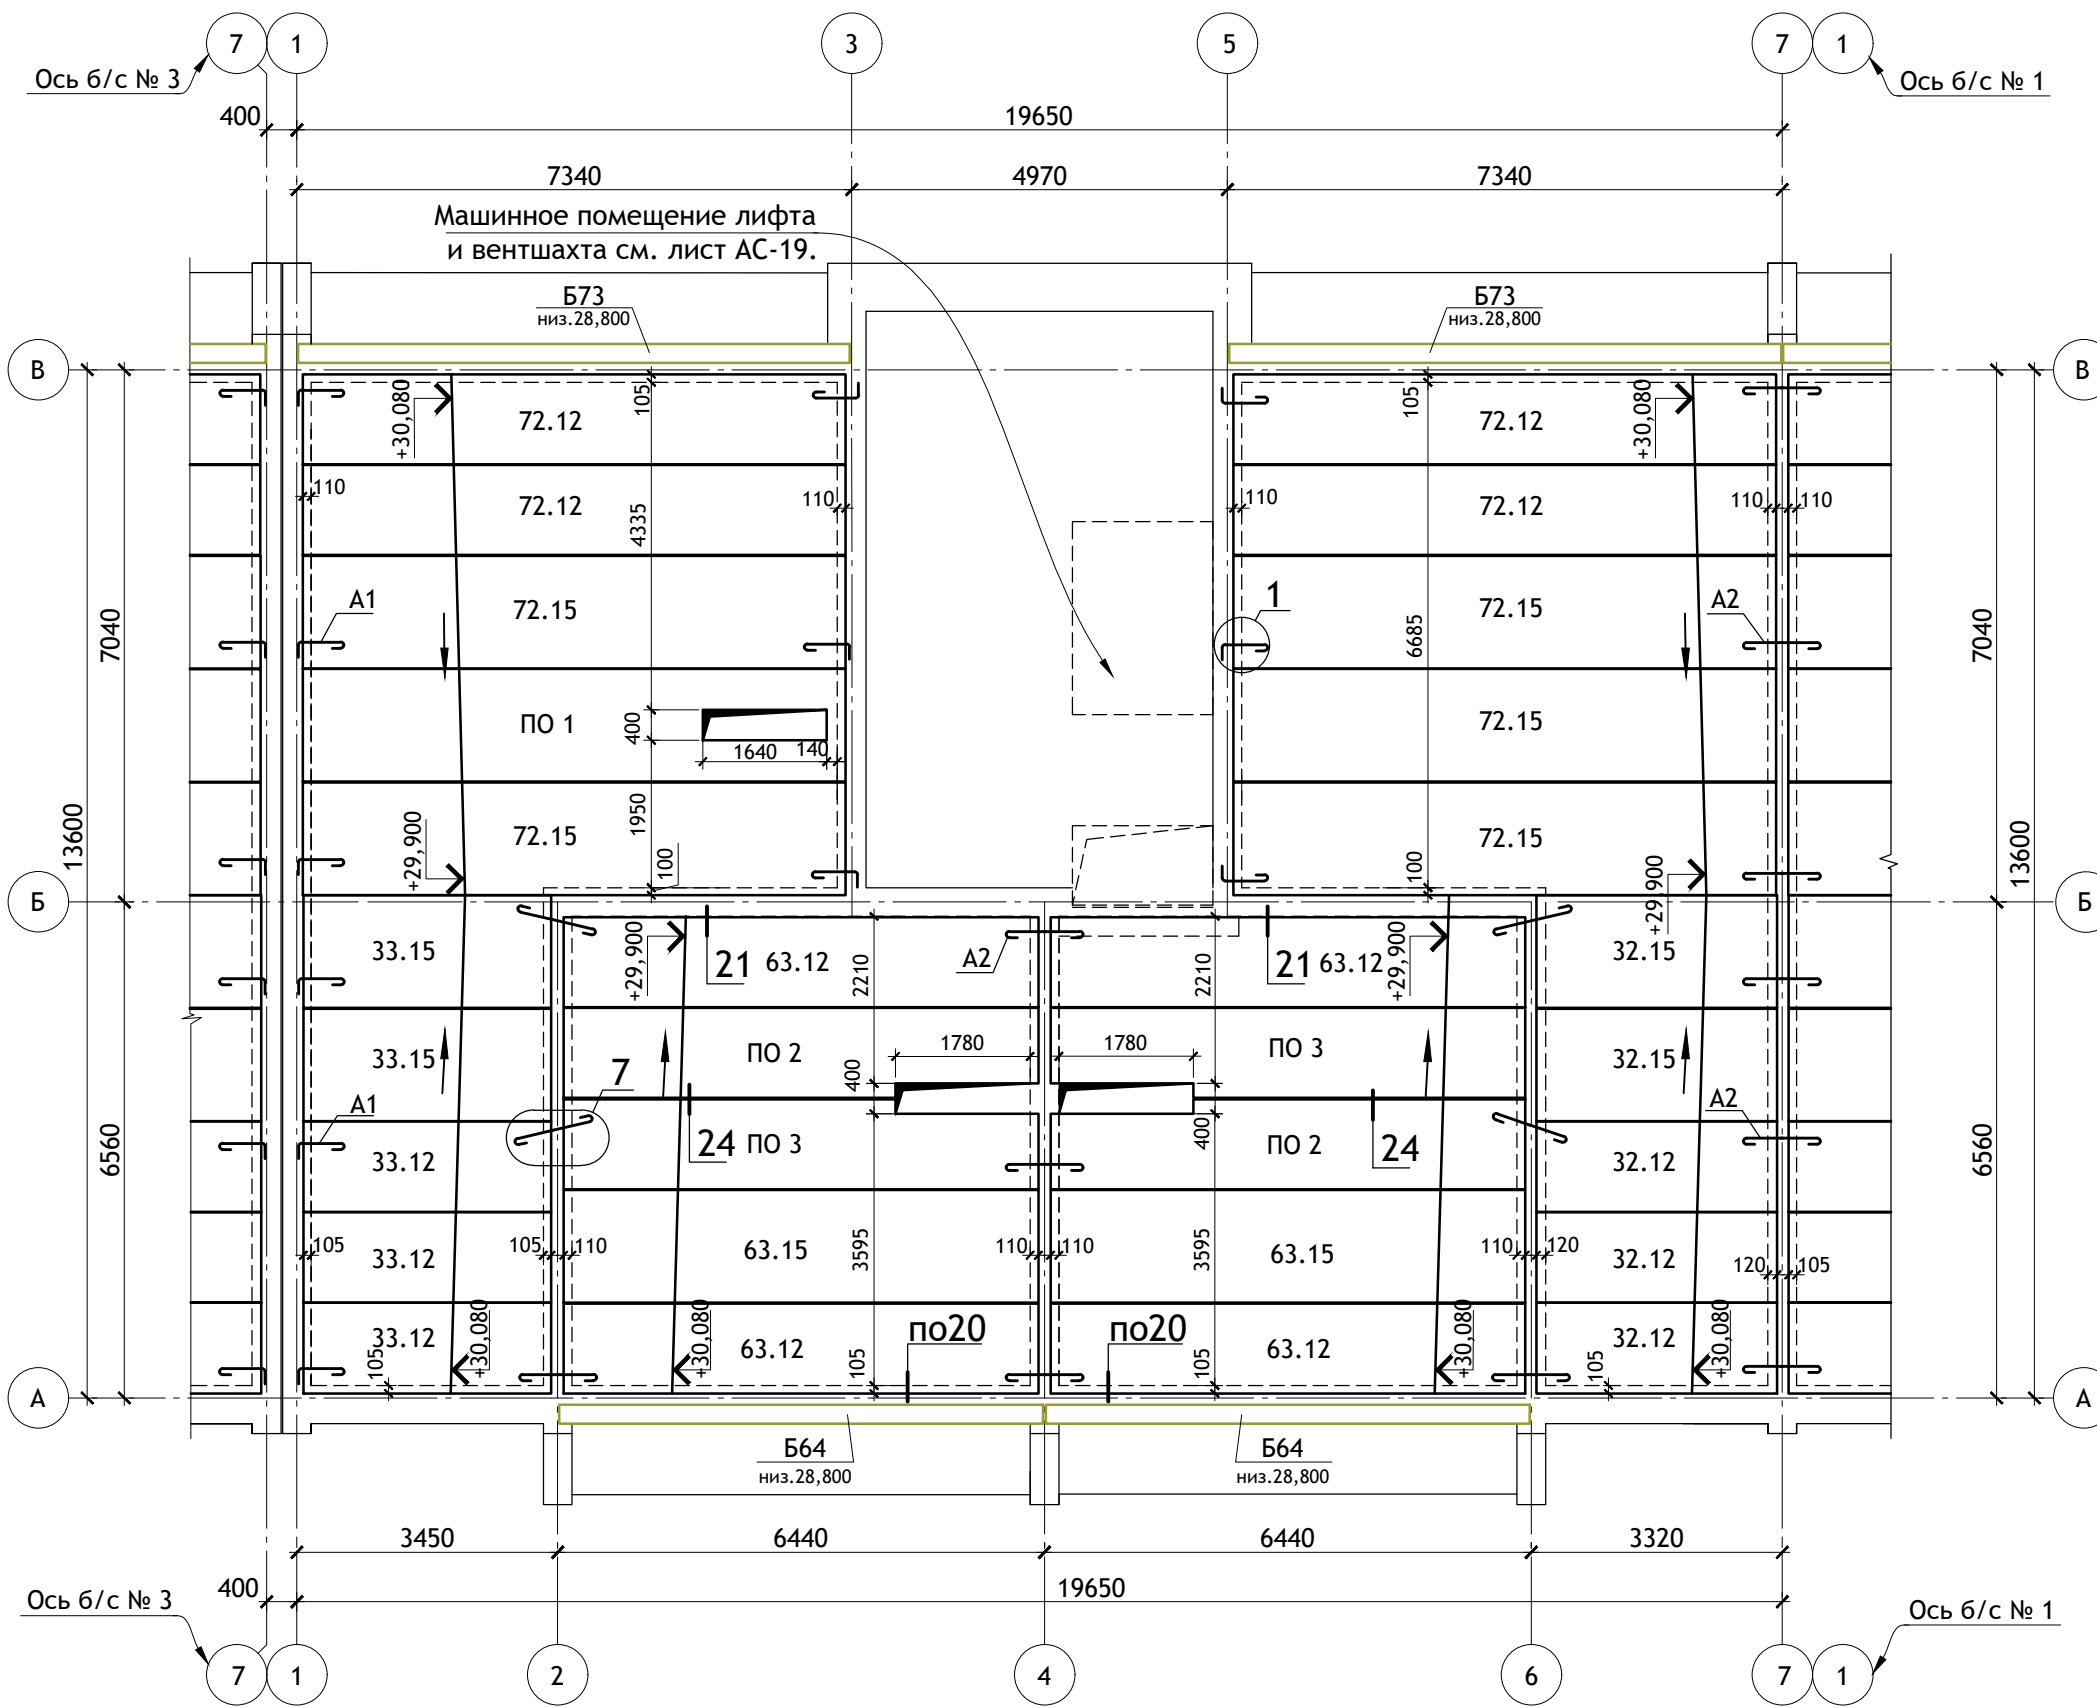 7 1 3 5 7 1
Ось б/с № 3
Ось б/с № 1
400 19650
7340 4970 7340
Машинное помещение лифта
и вентшахта см. лист АС-19.
Б73
низ.28,800
Б73
низ.28,800
В
В
+30,080
105
105
+30,080
72.12
72.12
110
72.12
110
110
72.12
110
110
4335
А1
72.15
1
72.15
А2
7040
6685
7040
ПО 1
400
1640
140
72.15
13600
+29,900
72.15
1950
100
72.15
100
+29,900
13600
Б
Б
33.15
+29,900
21
63.12
2210
А2
2210
21
63.12
+29,900
32.15
33.15
7
ПО 2
1780
400
1780
ПО 3
32.15
А1
А2
6560
33.12
24
ПО 3
400
ПО 2
24
32.12
6560
105
33.12
105
110
63.15
3595
110
110
3595
63.15
110
120
32.12
120
105
33.12
105
+30,080
+30,080
63.12
105
по20
по20
105
63.12
+30,080
105
32.12
+30,080
А
А
Б64
низ.28,800
Б64
низ.28,800
3450 6440 6440 3320
400 19650
Ось б/с № 3
Ось б/с № 1
7 1 2 4 6 7 1